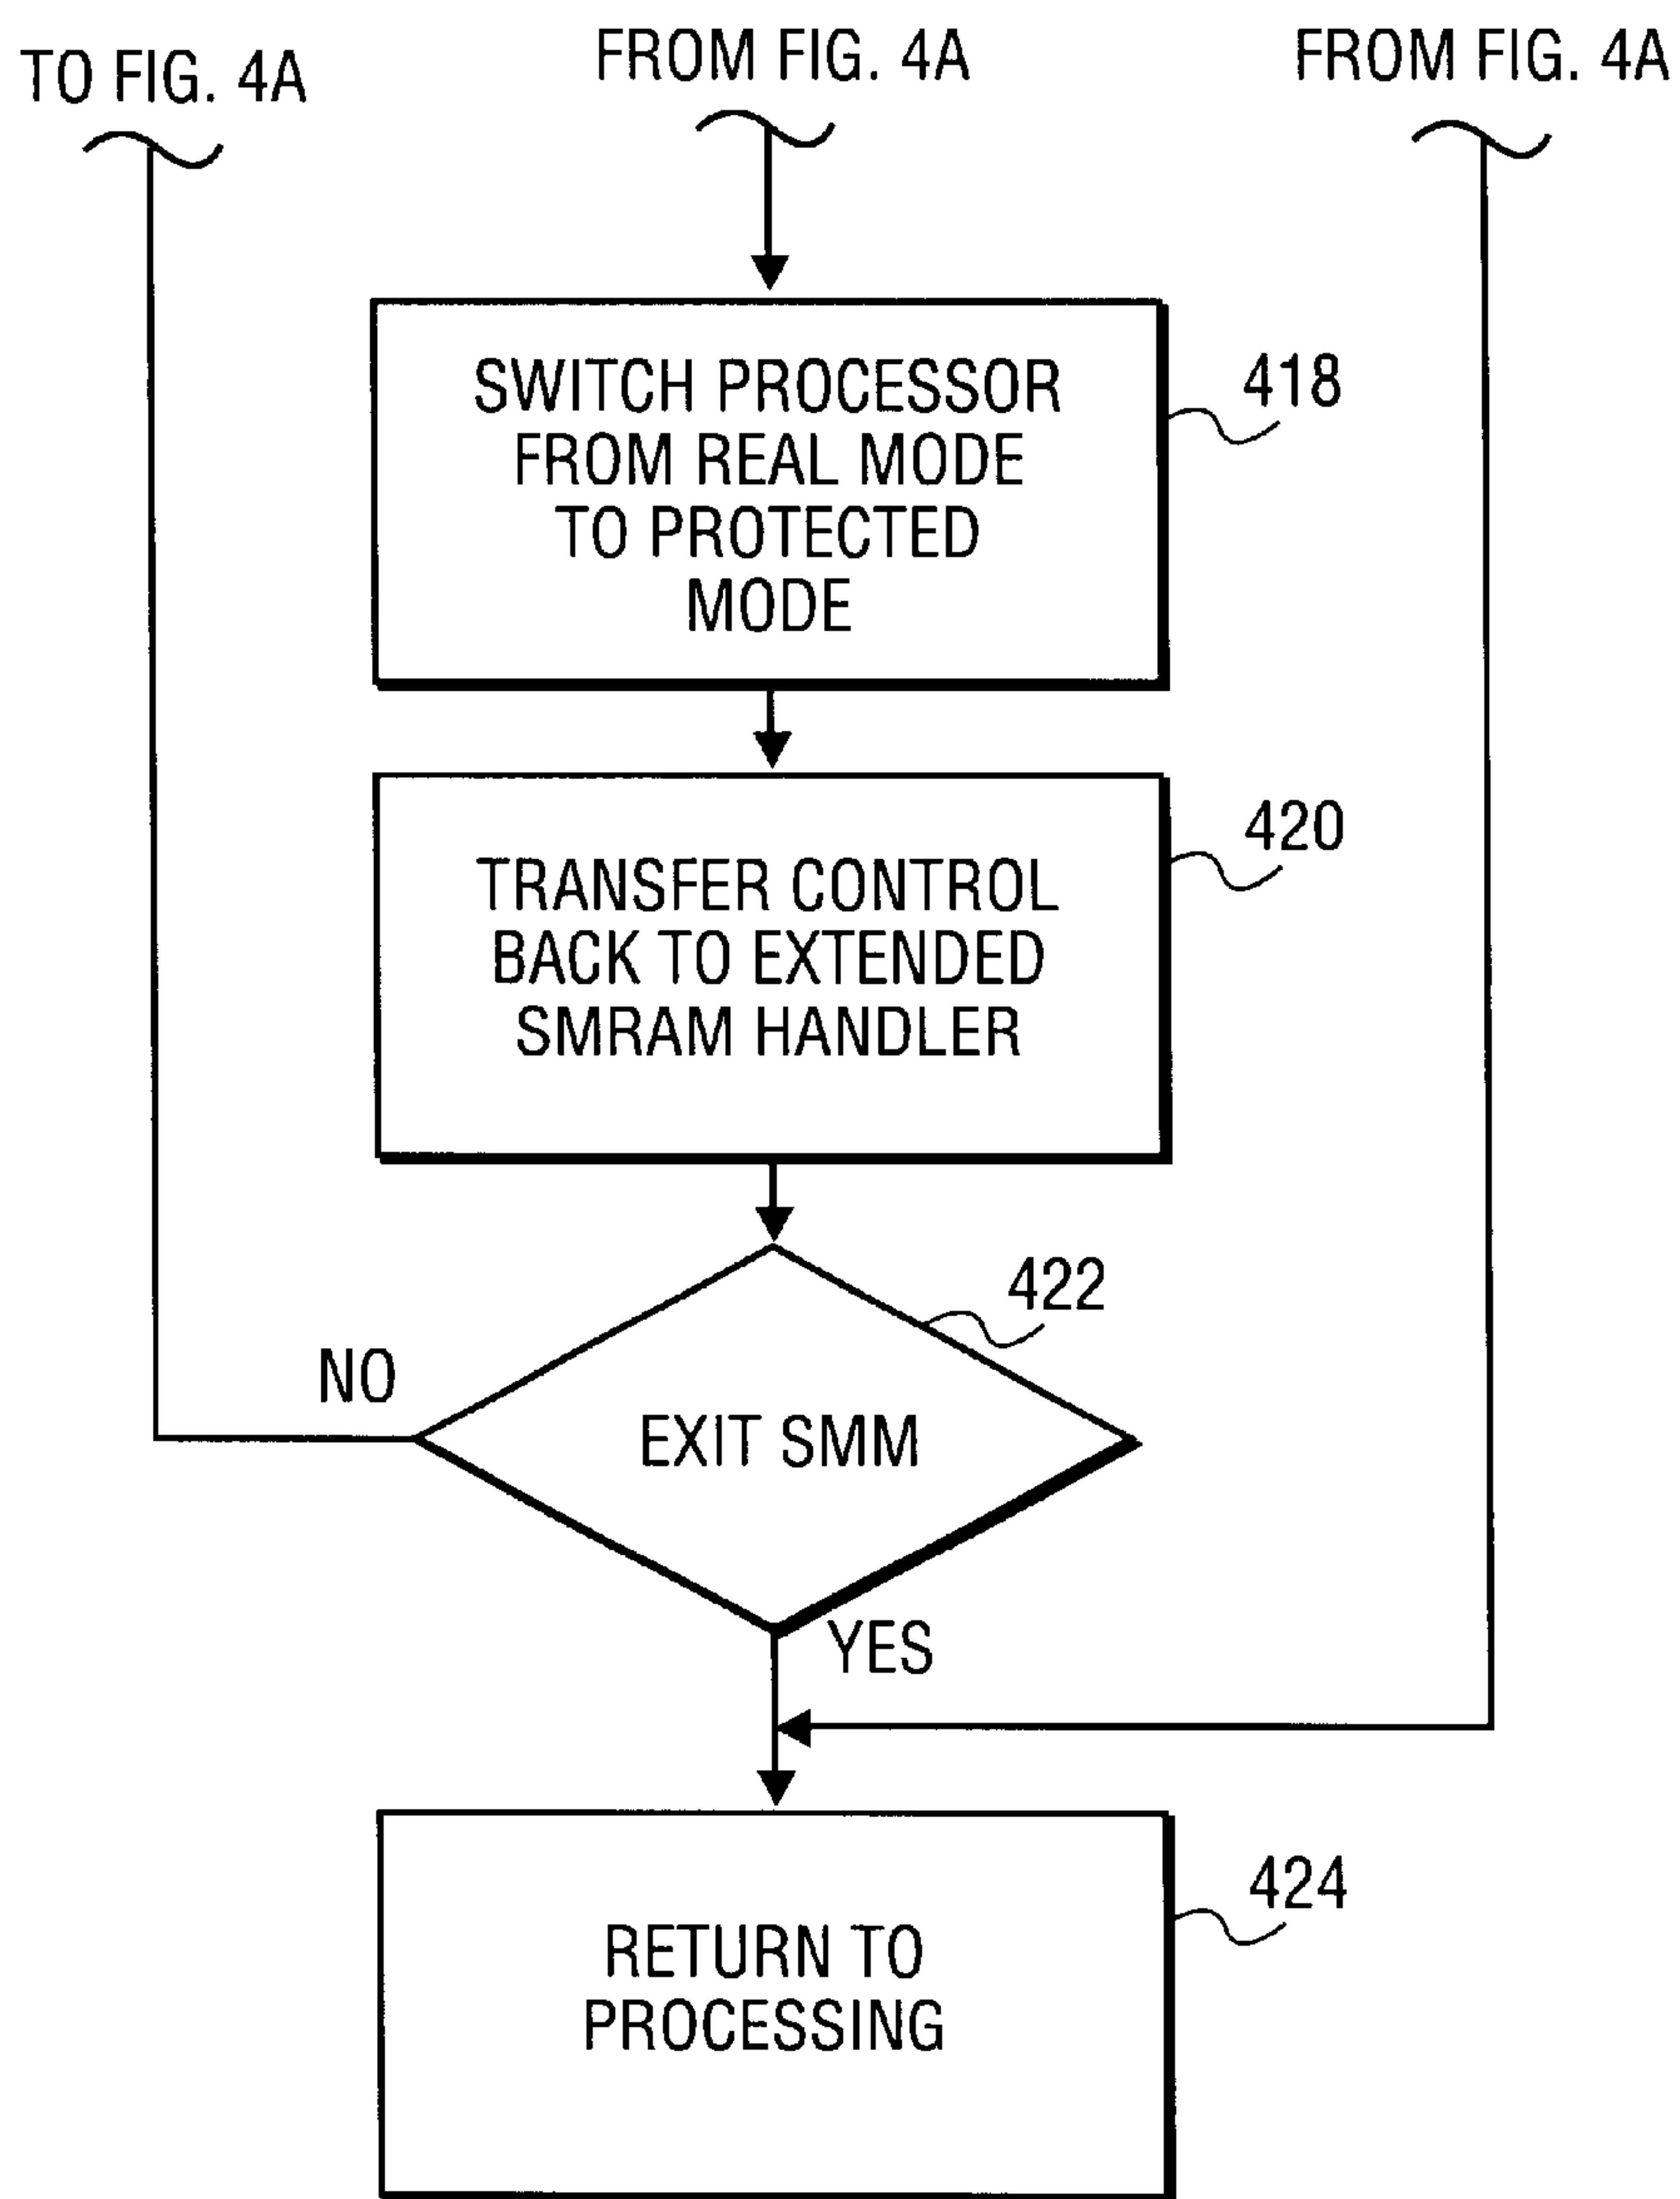 TO FIG. 4A
FROM FIG. 4A
FROM FIG. 4A
SWITCH PROCESSOR
FROM REAL MODE
TO PROTECTED
MODE
418
TRANSFER CONTROL
BACK TO EXTENDED
SMRAM HANDLER
420
422
NO
EXIT SMM
YES
424
RETURN TO
PROCESSING